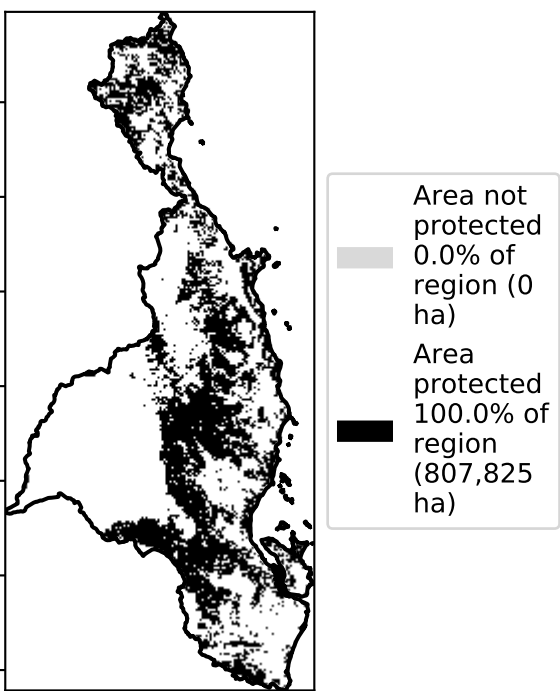 Area not
protected
0.0% of
region (0
ha)
Area
protected
100.0% of
region
(807,825
ha)